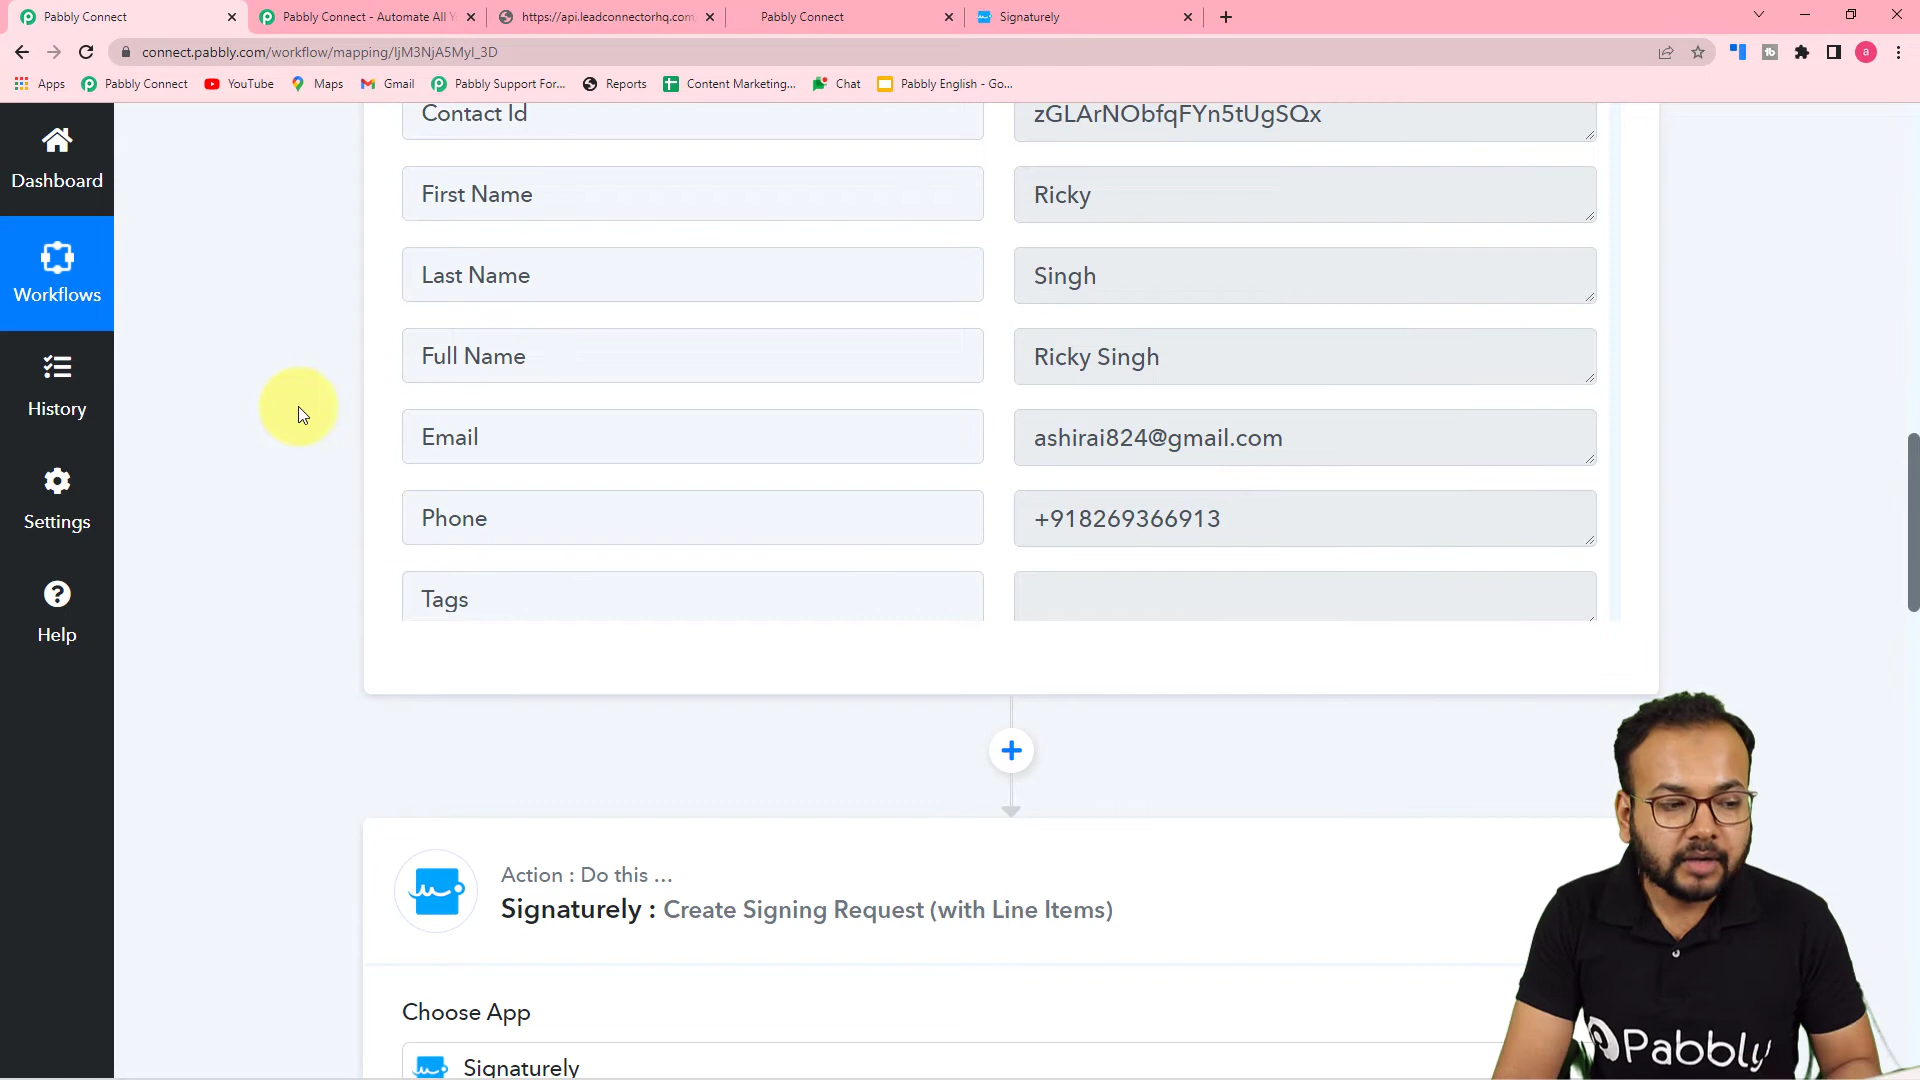 Pabbly Connect
Pabbly Connect - Automate All Y
https://api.leadconnectorhq.com
Pabbly Connect
Signaturely
connect.pabbly.com/workflow/mapping/IjM3NjA5MyI_3D
Apps
Pabbly Connect
YouTube
Maps
Gmail
Pabbly Support For...
Reports
Content Marketing...
Chat
Pabbly English - Go...
a
Dashboard
Workflows
History
Settings
Help
Contact Id
zGLArNObfqFYn5tUgSQx
First Name
Ricky
Last Name
Singh
Full Name
Ricky Singh
Email
ashirai824@gmail.com
Phone
+918269366913
Tags
Action : Do this ...
Signaturely : Create Signing Request (with Line Items)
Choose App
Signaturely
Pabbly